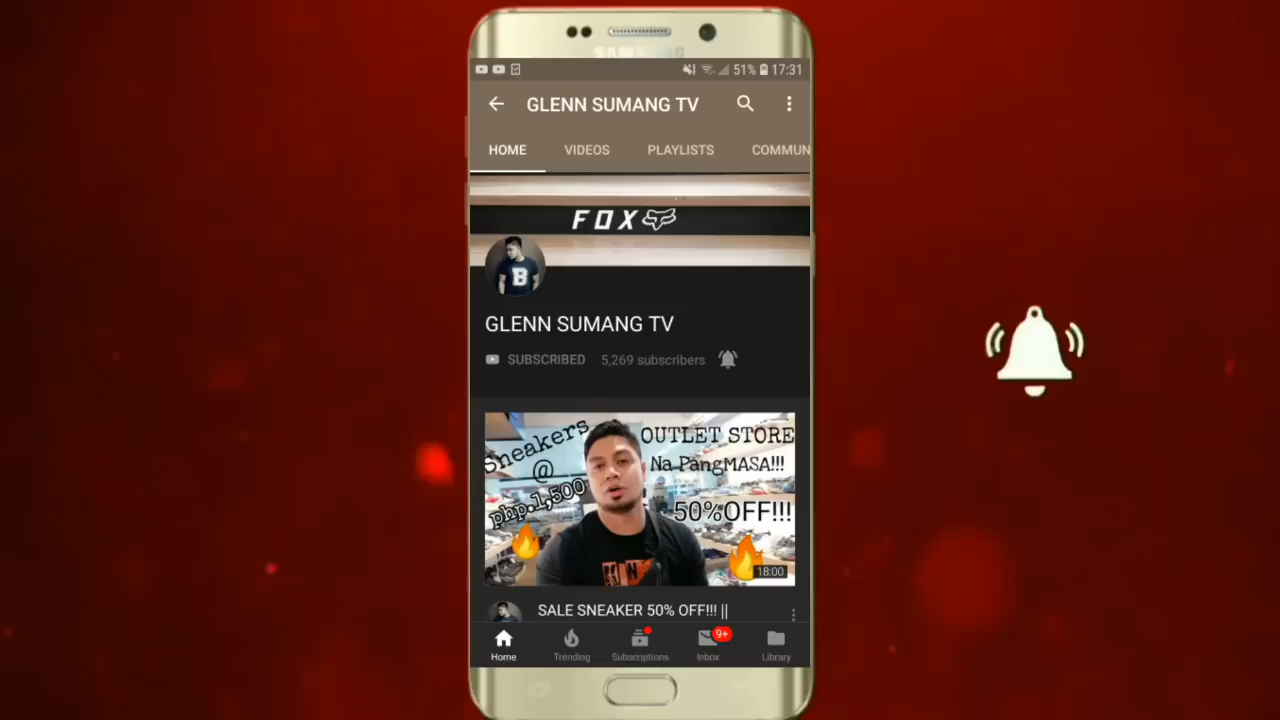 51% 17:31
GLENN SUMANG TV
HOME VIDEOS PLAYLISTS COMMUN
FOX
B
GLENN SUMANG TV
SUBSCRIBED 5,269 subscribers
Sneakers
@
php.1,500
OUTLET STORE
Na PangMASA!!!
50%OFF!!!
18:00
SALE SNEAKER 50% OFF!!! ||
9+
Home Trending Subscriptions Inbox Library